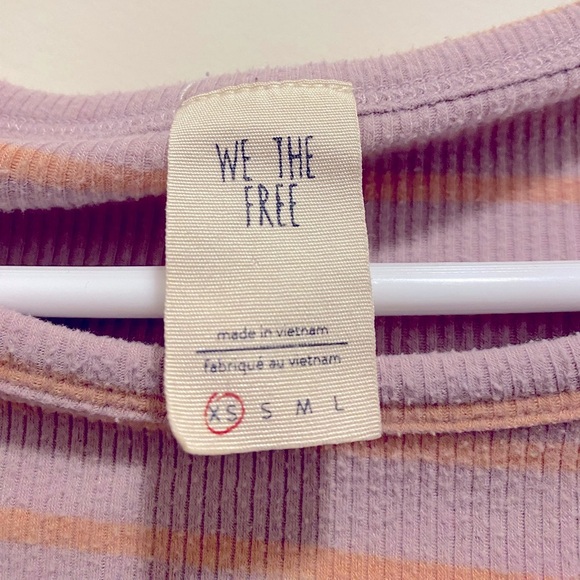 WE THE
FREE
made in vietnam
fabriqué au vietnam
XS S M L